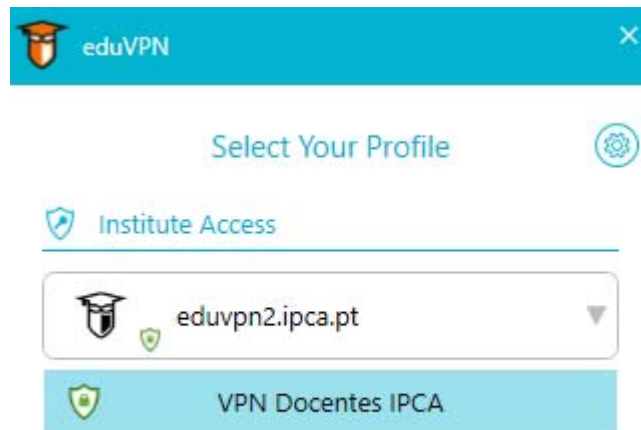 eduVPN
Select Your Profile
Institute Access
eduvpn2.ipca.pt
VPN Docentes IPCA